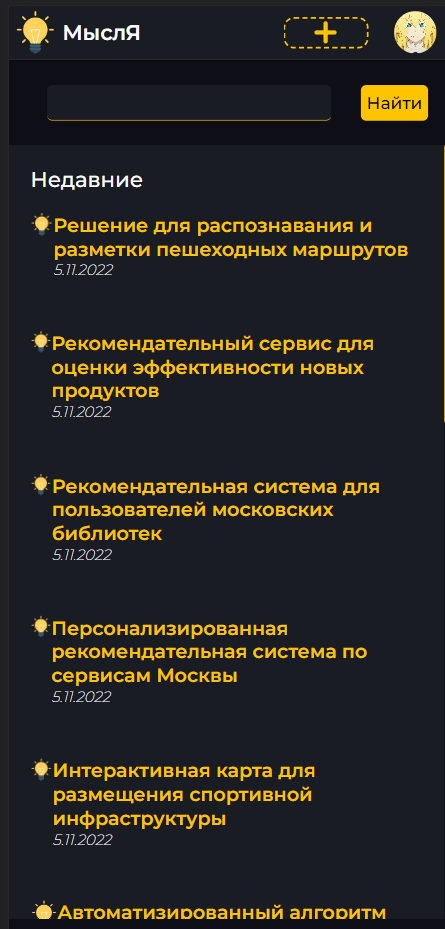 МыслЯ
Найти
Недавние
Решение для распознавания и
разметки пешеходных маршрутов
5.11.2022
Рекомендательный сервис для
оценки эффективности новых
продуктов
5.11.2022
Рекомендательная система для
пользователей московских
библиотек
5.11.2022
Персонализированная
рекомендательная система по
сервисам Москвы
5.11.2022
Интерактивная карта для
размещения спортивной
инфраструктуры
5.11.2022
Автоматизированный алгоритм